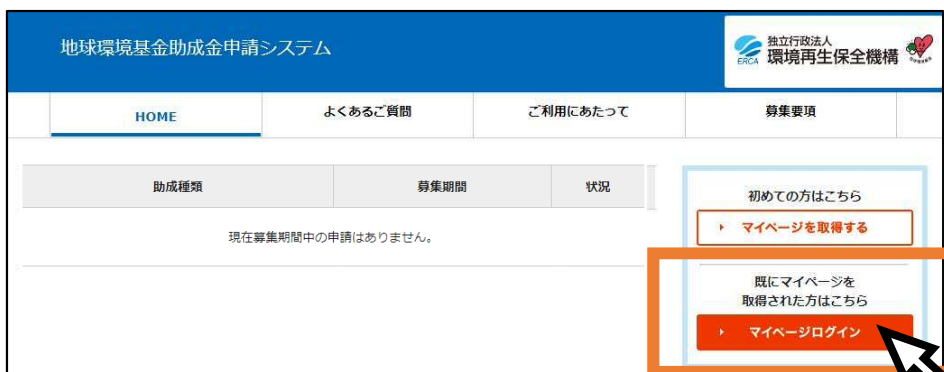 地球環境基金助成金申請システム
ERCA
独立行政法人
環境再生保全機構
HOME
よくあるご質問
ご利用にあたって
募集要項
助成種類
募集期間
状況
現在募集期間中の申請はありません。
初めての方はこちら
マイページを取得する
既にマイページを
取得された方はこちら
マイページログイン